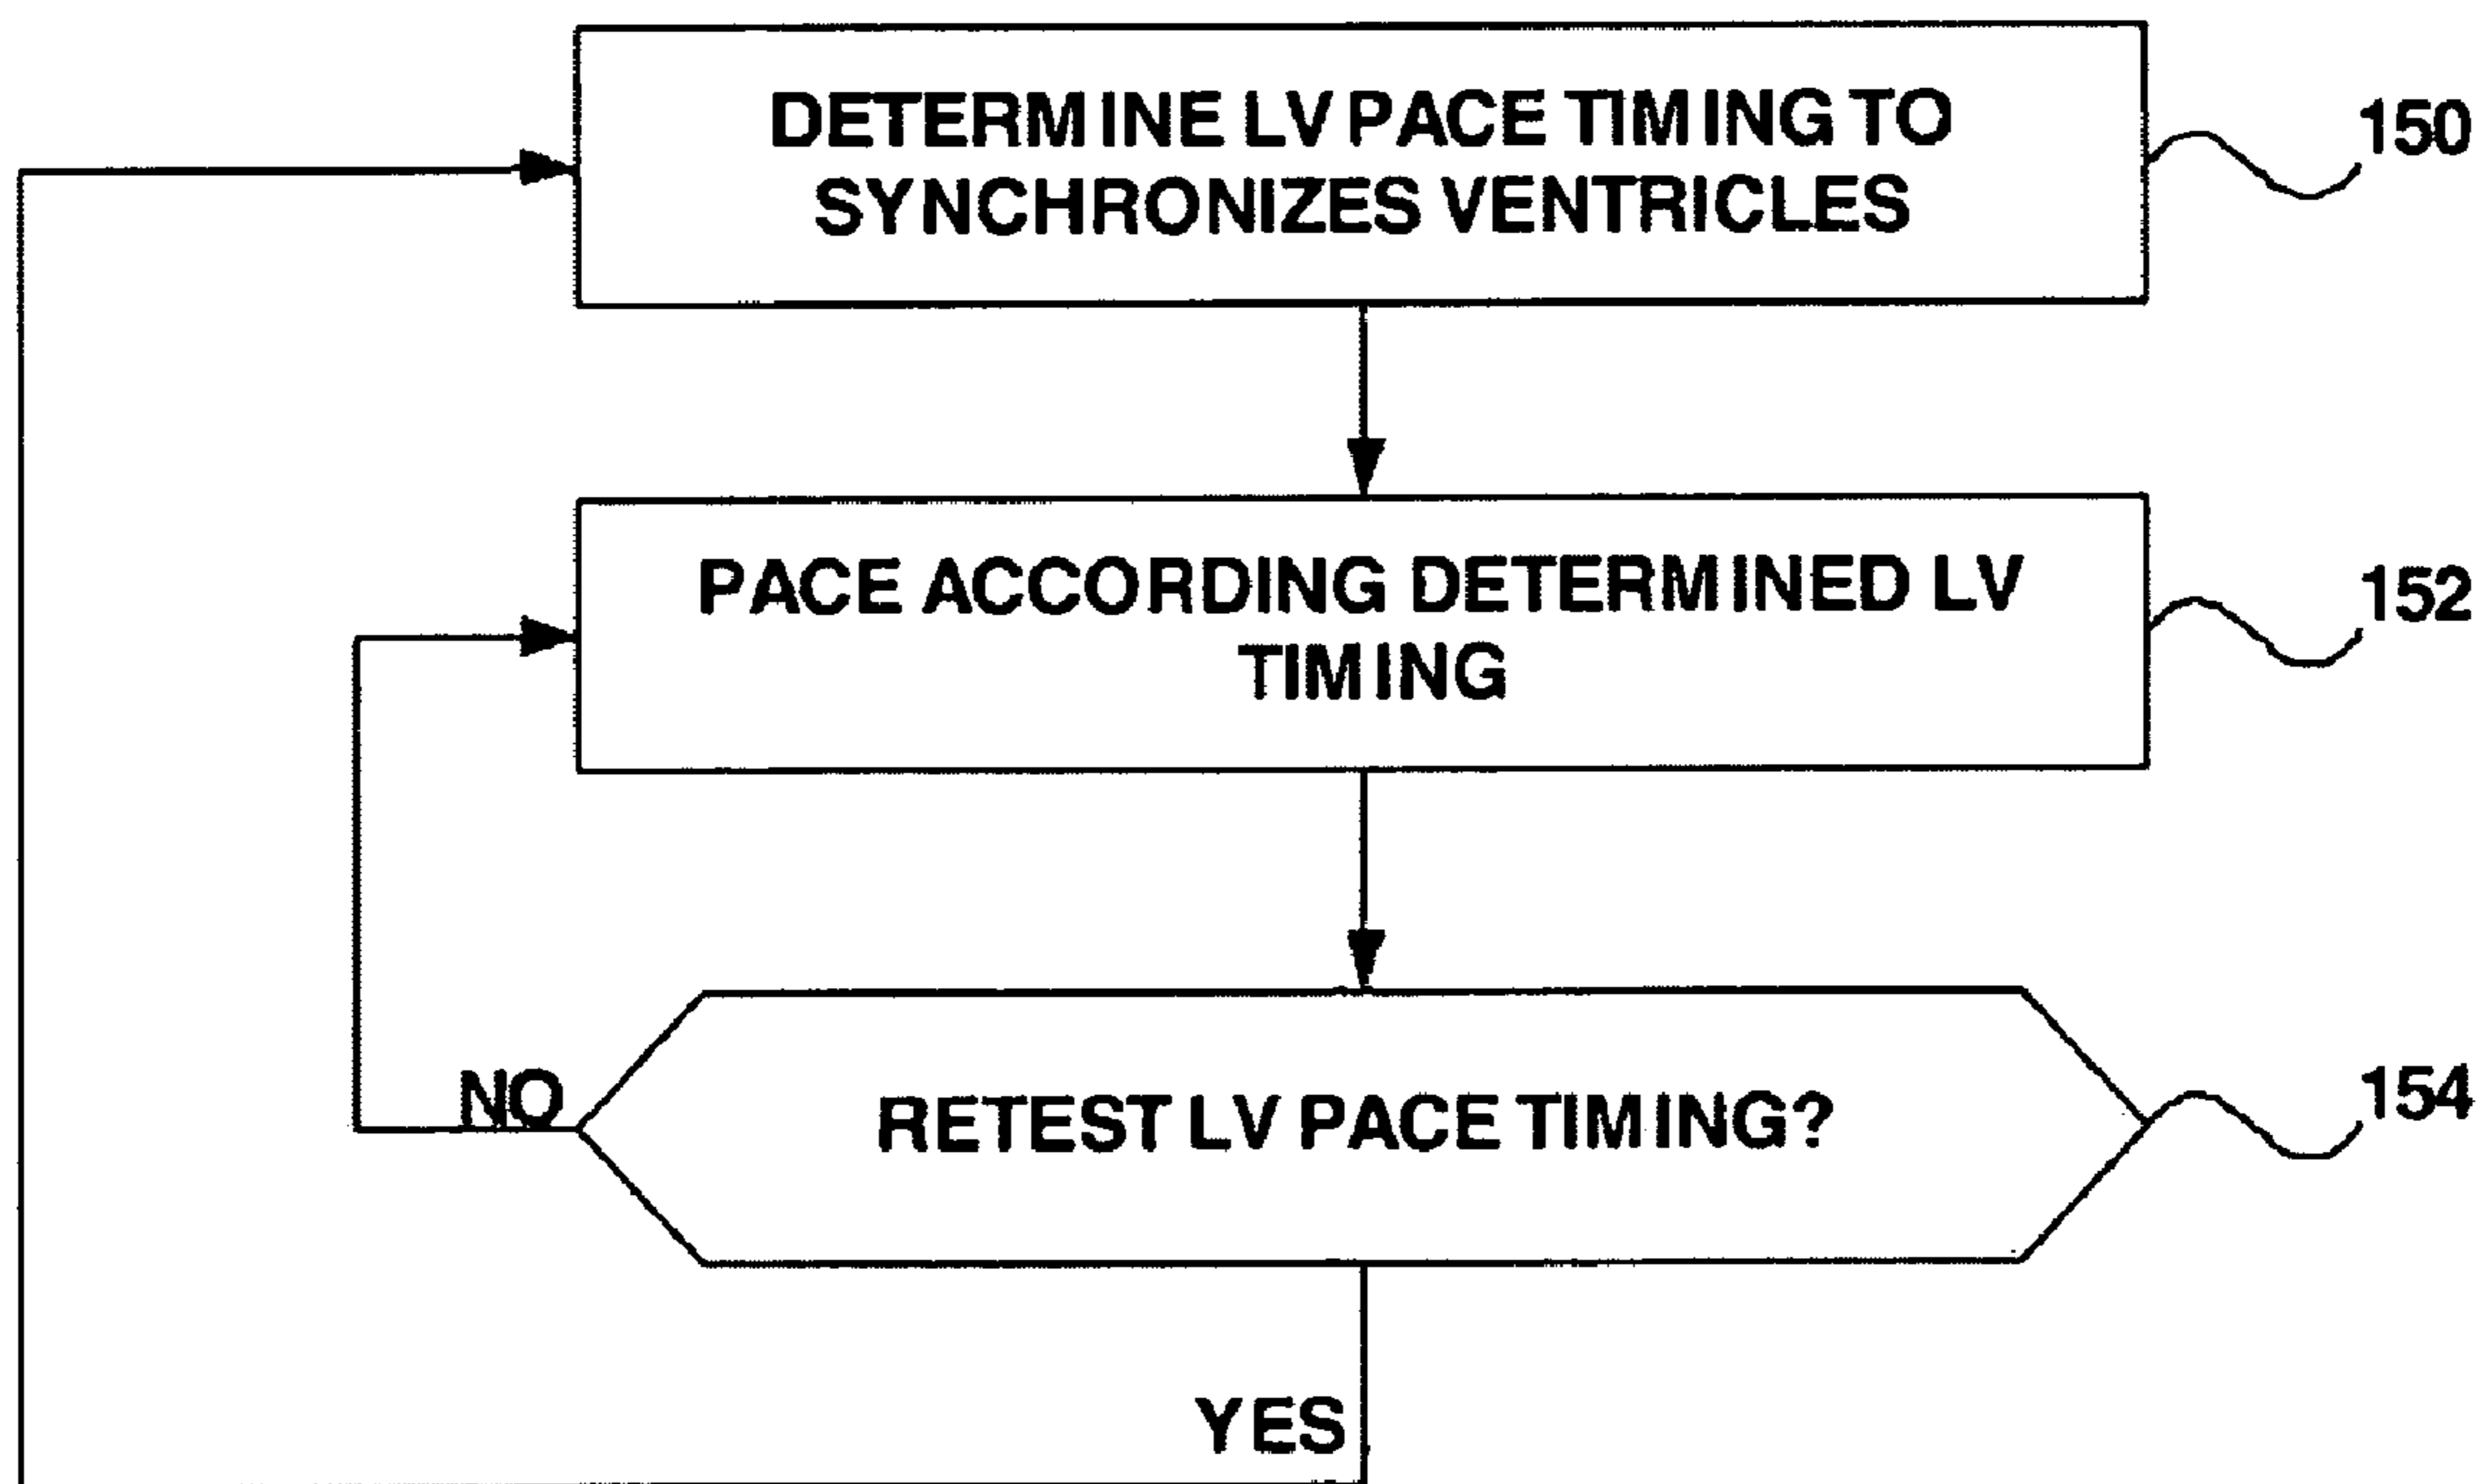 DETERMINE LV PACE TIMING TO
SYNCHRONIZES VENTRICLES
150
PACE ACCORDING DETERMINED LV
TIMING
152
NO
RETEST LV PACE TIMING?
154
YES